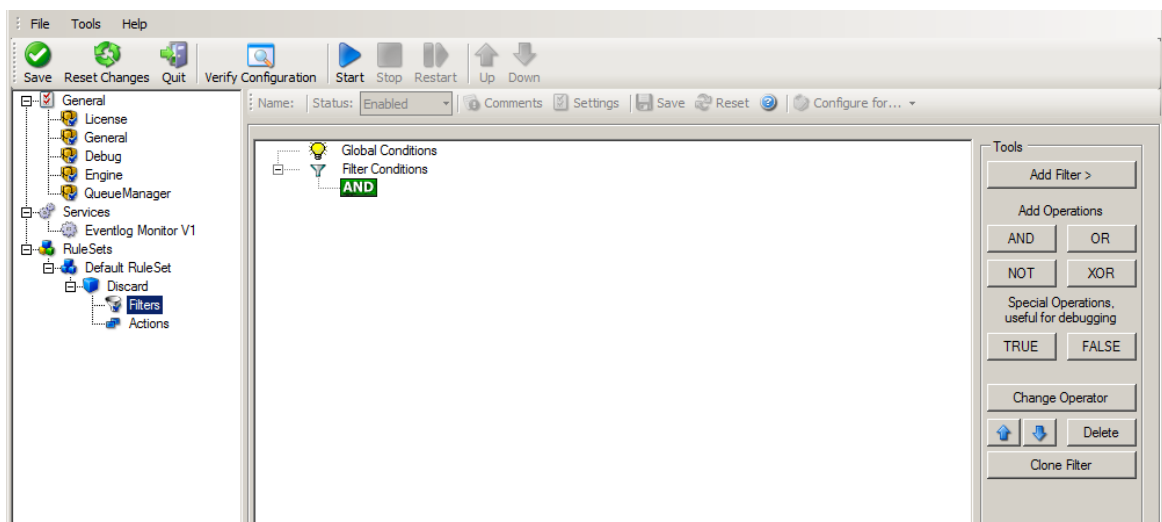 File Tools Help
Save Reset Changes Quit Verify Configuration Start Stop Restart Up Down
General
License
General
Debug
Engine
QueueManager
Services
Eventlog Monitor V1
RuleSets
Default RuleSet
Discard
Filters
Actions
Name: Status: Enabled Comments Settings Save Reset Configure for...
Global Conditions
Filter Conditions
AND
Tools
Add Filter >
Add Operations
AND OR
NOT XOR
Special Operations,
useful for debugging
TRUE FALSE
Change Operator
Delete
Clone Filter